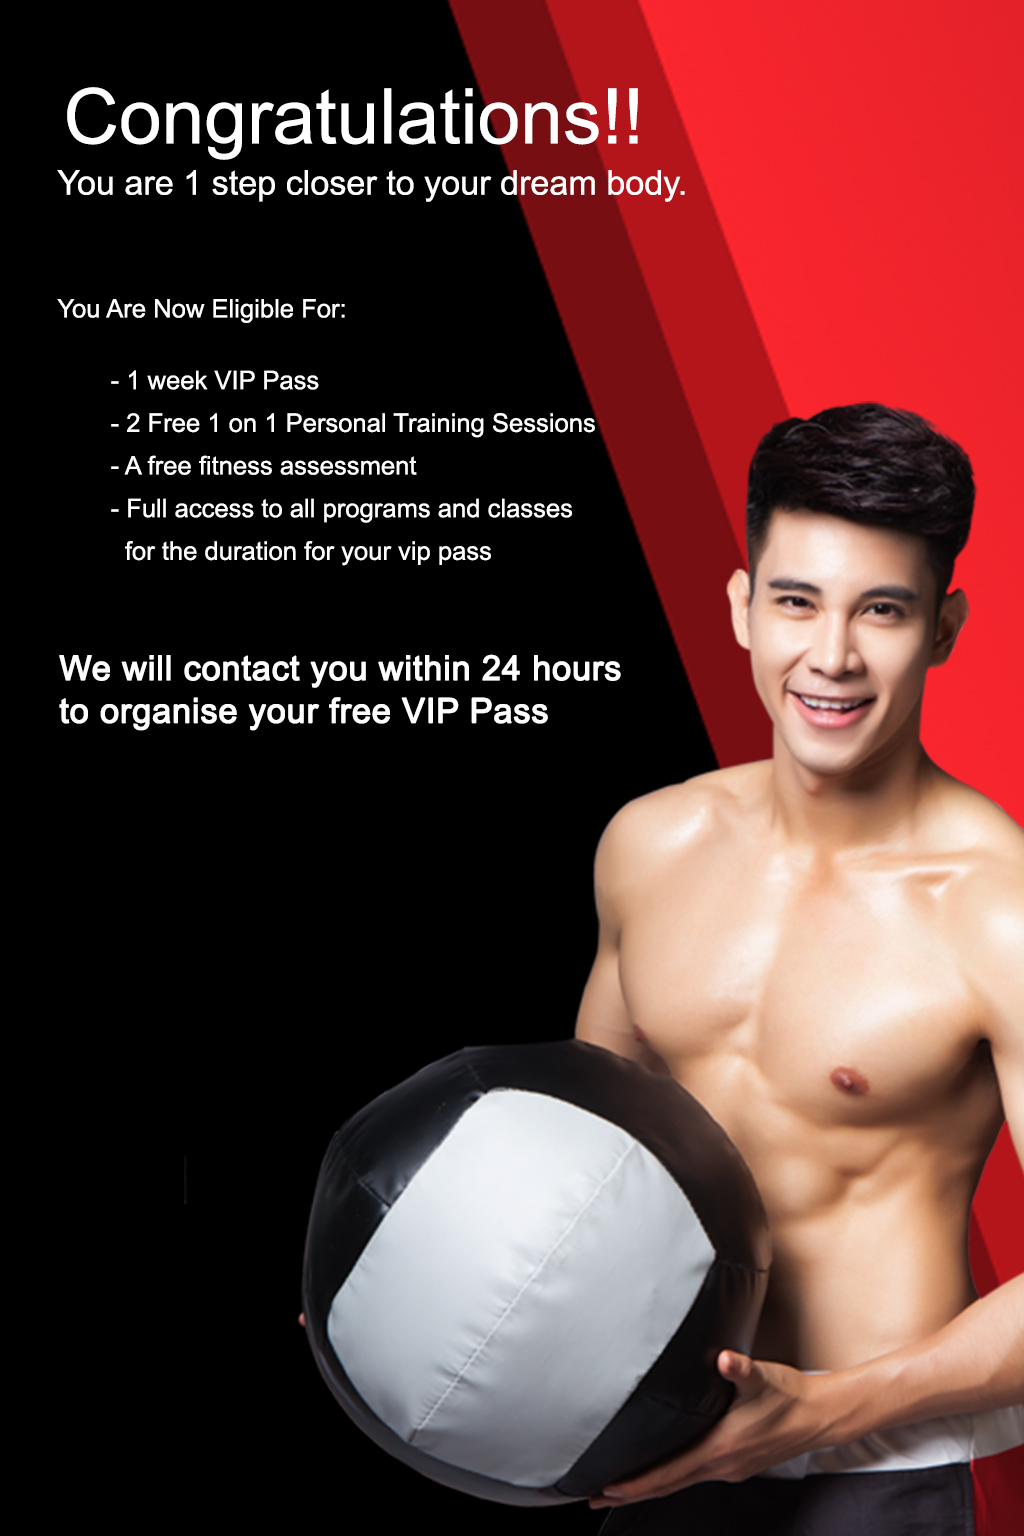 Congratulations!!
You are 1 step closer to your dream body.
You Are Now Eligible For:
- 1 week VIP Pass
- 2 Free 1 on 1 Personal Training Sessions
- A free fitness assessment
- Full access to all programs and classes
for the duration for your vip pass
We will contact you within 24 hours
to organise your free VIP Pass